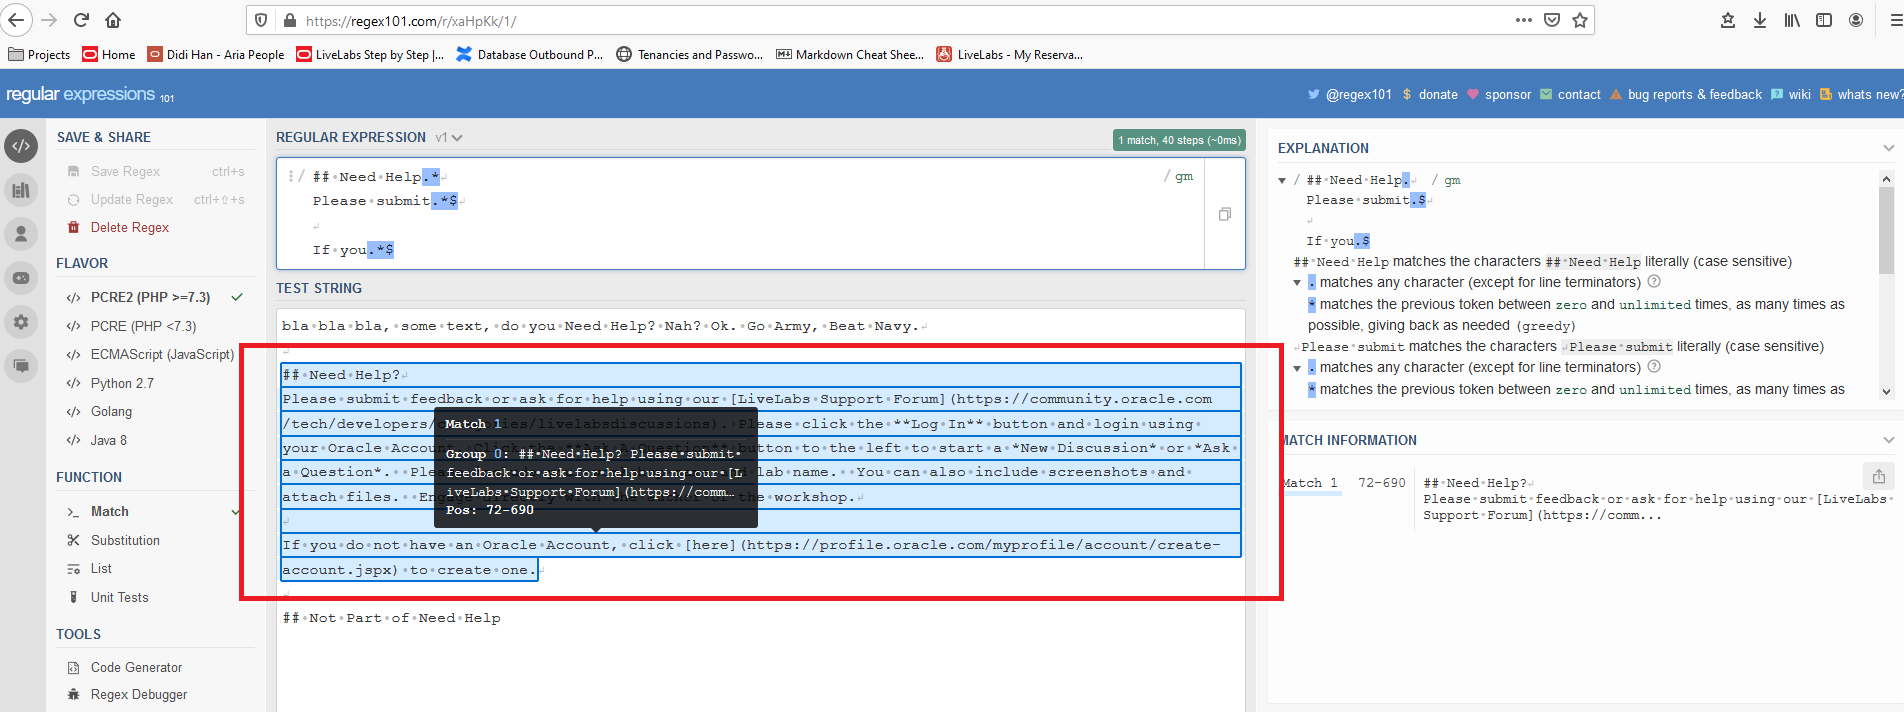 https://regex101.com/r/xaHpKk/1/
Projects Home Didi Han - Aria People LiveLabs Step by Step |... Database Outbound P... Tenancies and Passwo... Markdown Cheat Shee... LiveLabs - My Reserva...
regular expressions 101
@regex101 donate sponsor contact bug reports & feedback wiki whats new?
SAVE & SHARE
Save Regex ctrl+s
Update Regex ctrl+⇧+s
Delete Regex
FLAVOR
PCRE2 (PHP >=7.3)
PCRE (PHP <7.3)
ECMAScript (JavaScript)
Python 2.7
Golang
Java 8
FUNCTION
Match
Substitution
List
Unit Tests
TOOLS
Code Generator
Regex Debugger
REGULAR EXPRESSION v1
1 match, 40 steps (~0ms)
/ ## Need Help.* / gm
Please submit.*$
If you.*$
TEST STRING
bla bla bla, some text, do you Need Help? Nah? Ok. Go Army, Beat Navy.
## Need Help?
Please submit feedback or ask for help using our [LiveLabs Support Forum](https://community.oracle.com
/tech/developers/ ies/livelabsdiscussions). Please click the **Log In** button and login using
your Oracle Account. Click the **Ask A Question** button to the left to start a *New Discussion* or *Ask
a Question*. Plea d lab name. You can also include screenshots and
attach files. Engage directly with the author of the workshop.
If you do not have an Oracle Account, click [here](https://profile.oracle.com/myprofile/account/create-
account.jspx) to create one.
## Not Part of Need Help
Match 1
Group 0: ## Need Help? Please submit
feedback or ask for help using our [L
iveLabs Support Forum](https://comm…
Pos: 72-690
EXPLANATION
/ ## Need Help. / gm
Please submit.$
If you.$
## Need Help matches the characters ## Need Help literally (case sensitive)
. matches any character (except for line terminators)
* matches the previous token between zero and unlimited times, as many times as
possible, giving back as needed (greedy)
Please submit matches the characters Please submit literally (case sensitive)
. matches any character (except for line terminators)
* matches the previous token between zero and unlimited times, as many times as
MATCH INFORMATION
Match 1 72-690 ## Need Help?
Please submit feedback or ask for help using our [LiveLabs
Support Forum](https://comm...